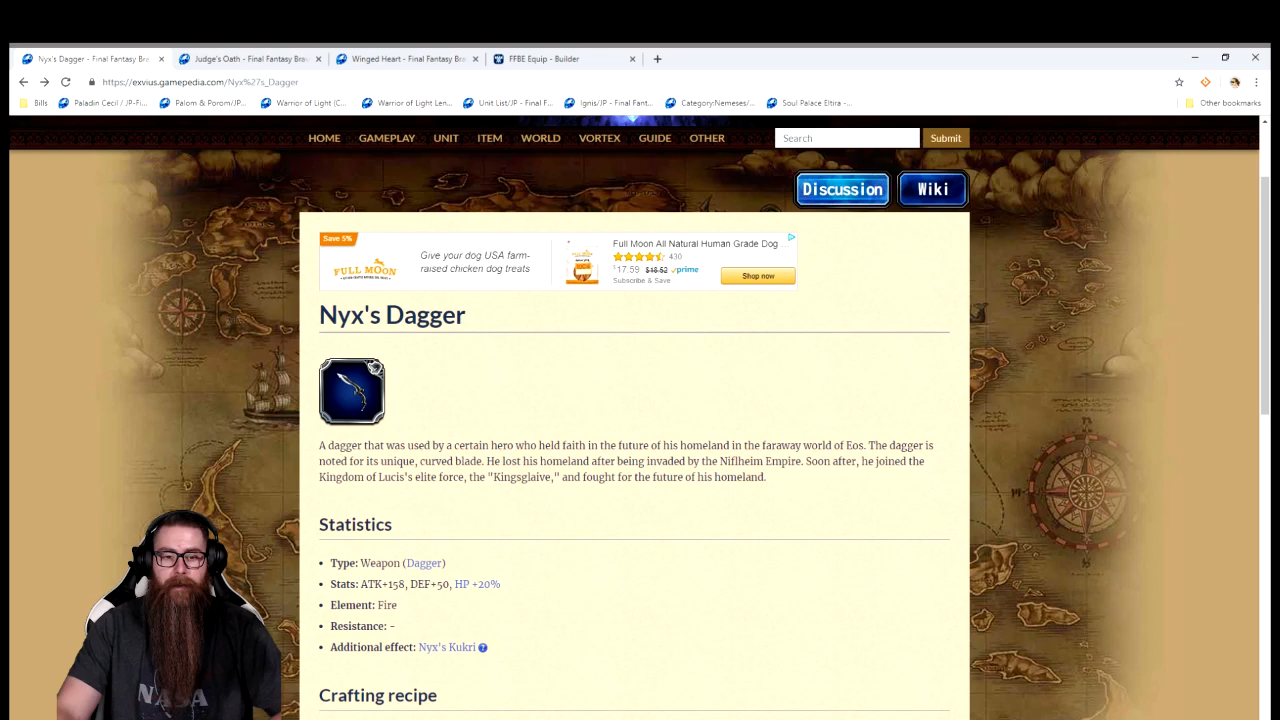 Nyx's Dagger - Final Fantasy Bra
Judge's Oath - Final Fantasy Bra
Winged Heart - Final Fantasy Bra
FFBE Equip - Builder
https://exvius.gamepedia.com/Nyx%27s_Dagger
Bills
Paladin Cecil / JP-Fi...
Palom & Porom/JP...
Warrior of Light (C...
Warrior of Light Len...
Unit List/JP - Final F...
Ignis/JP - Final Fant...
Category:Nemeses/...
Soul Palace Eltira -...
Other bookmarks
HOME GAMEPLAY UNIT ITEM WORLD VORTEX GUIDE OTHER
Search
Submit
Discussion
Wiki
Save 5%
FULL MOON
Give your dog USA farm-
raised chicken dog treats
Full Moon All Natural Human Grade Dog ...
430
$17.59 $18.52 prime
Subscribe & Save
Shop now
Nyx's Dagger
A dagger that was used by a certain hero who held faith in the future of his homeland in the faraway world of Eos. The dagger is
noted for its unique, curved blade. He lost his homeland after being invaded by the Niflheim Empire. Soon after, he joined the
Kingdom of Lucis's elite force, the "Kingsglaive," and fought for the future of his homeland.
Statistics
• Type: Weapon (Dagger)
• Stats: ATK+158, DEF+50, HP +20%
• Element: Fire
• Resistance: -
• Additional effect: Nyx's Kukri ?
Crafting recipe
NASA